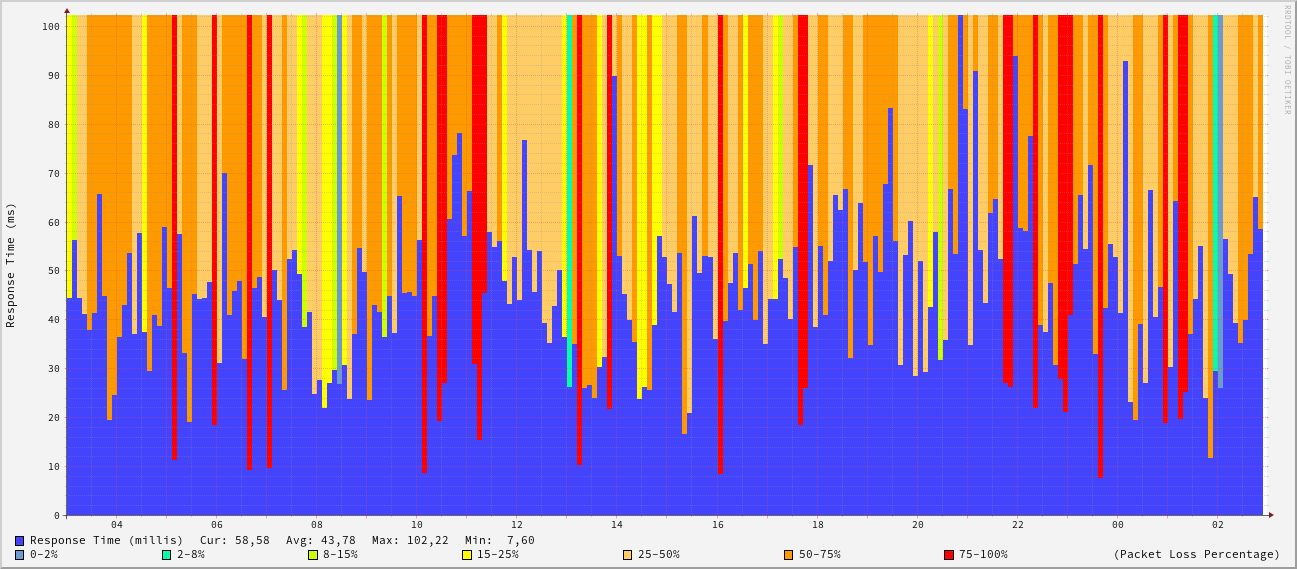 RRDTOOL / TOBI OETIKER
Response Time (ms)
100
90
80
70
60
50
40
30
20
10
0
04 06 08 10 12 14 16 18 20 22 00 02
Response Time (millis) Cur: 58,58 Avg: 43,78 Max: 102,22 Min: 7,60
0-2% 2-8% 8-15% 15-25% 25-50% 50-75% 75-100% (Packet Loss Percentage)